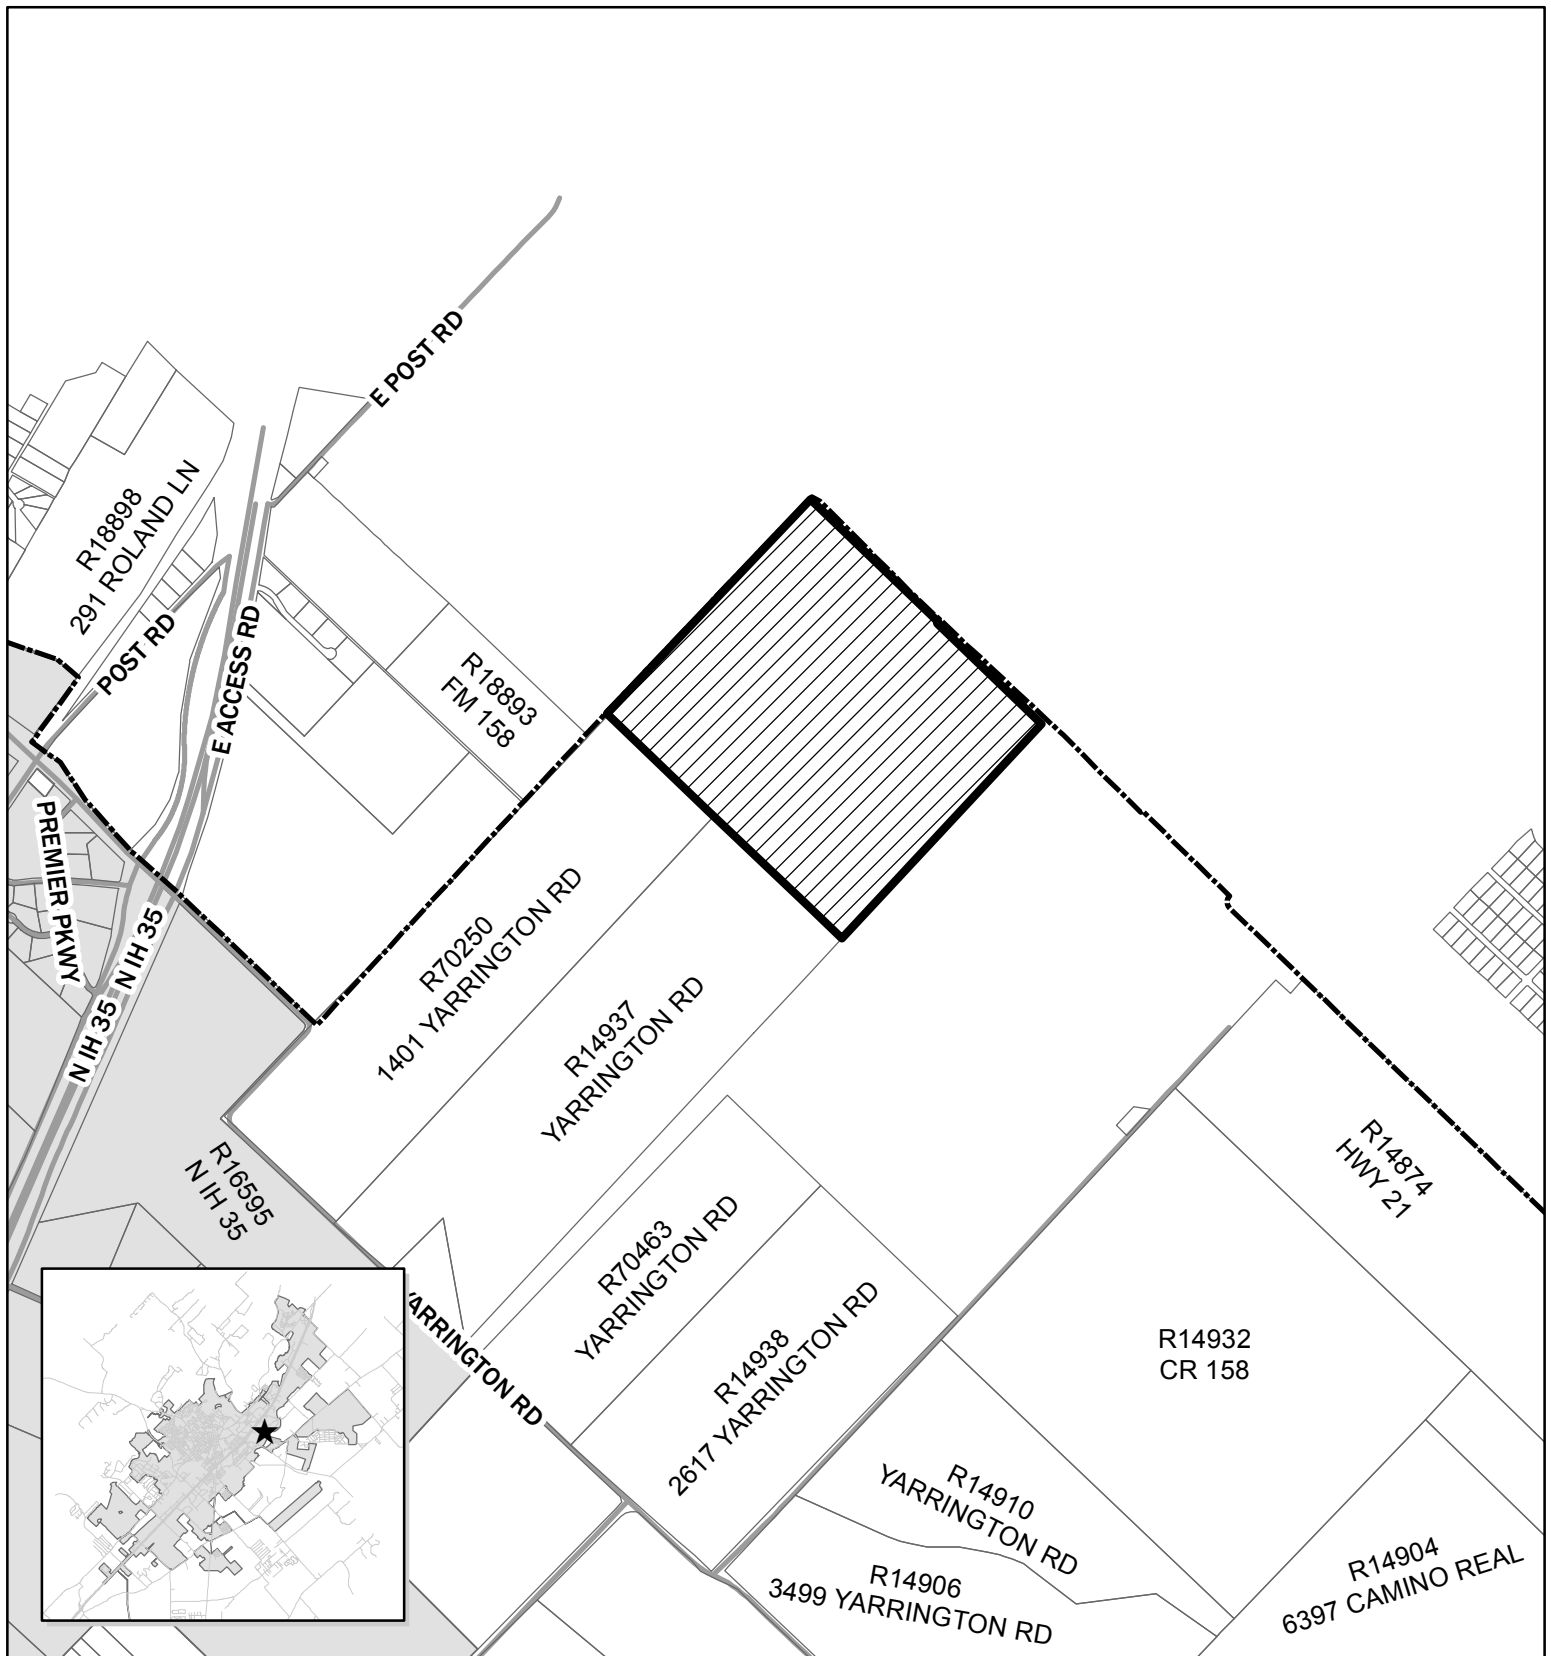 E POST RD
R18898
291 ROLAND LN
POST RD
E ACCESS RD
R18893
FM 158
PREMIER PKWY
N IH 35
N IH 35
R70250
1401 YARRINGTON RD
R14937
YARRINGTON RD
R16595
N IH 35
R14874
HWY 21
R70463
YARRINGTON RD
YARRINGTON RD
R14938
2617 YARRINGTON RD
R14932
CR 158
R14910
YARRINGTON RD
R14906
3499 YARRINGTON RD
R14904
6397 CAMINO REAL